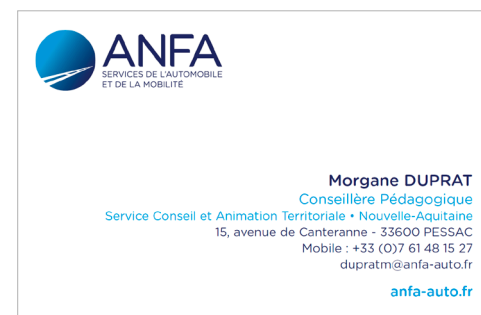 ANFA
SERVICES DE L'AUTOMOBILE
ET DE LA MOBILITÉ
Morgane DUPRAT
Conseillère Pédagogique
Service Conseil et Animation Territoriale • Nouvelle-Aquitaine
15, avenue de Canteranne - 33600 PESSAC
Mobile : +33 (0)7 61 48 15 27
dupratm@anfa-auto.fr
anfa-auto.fr